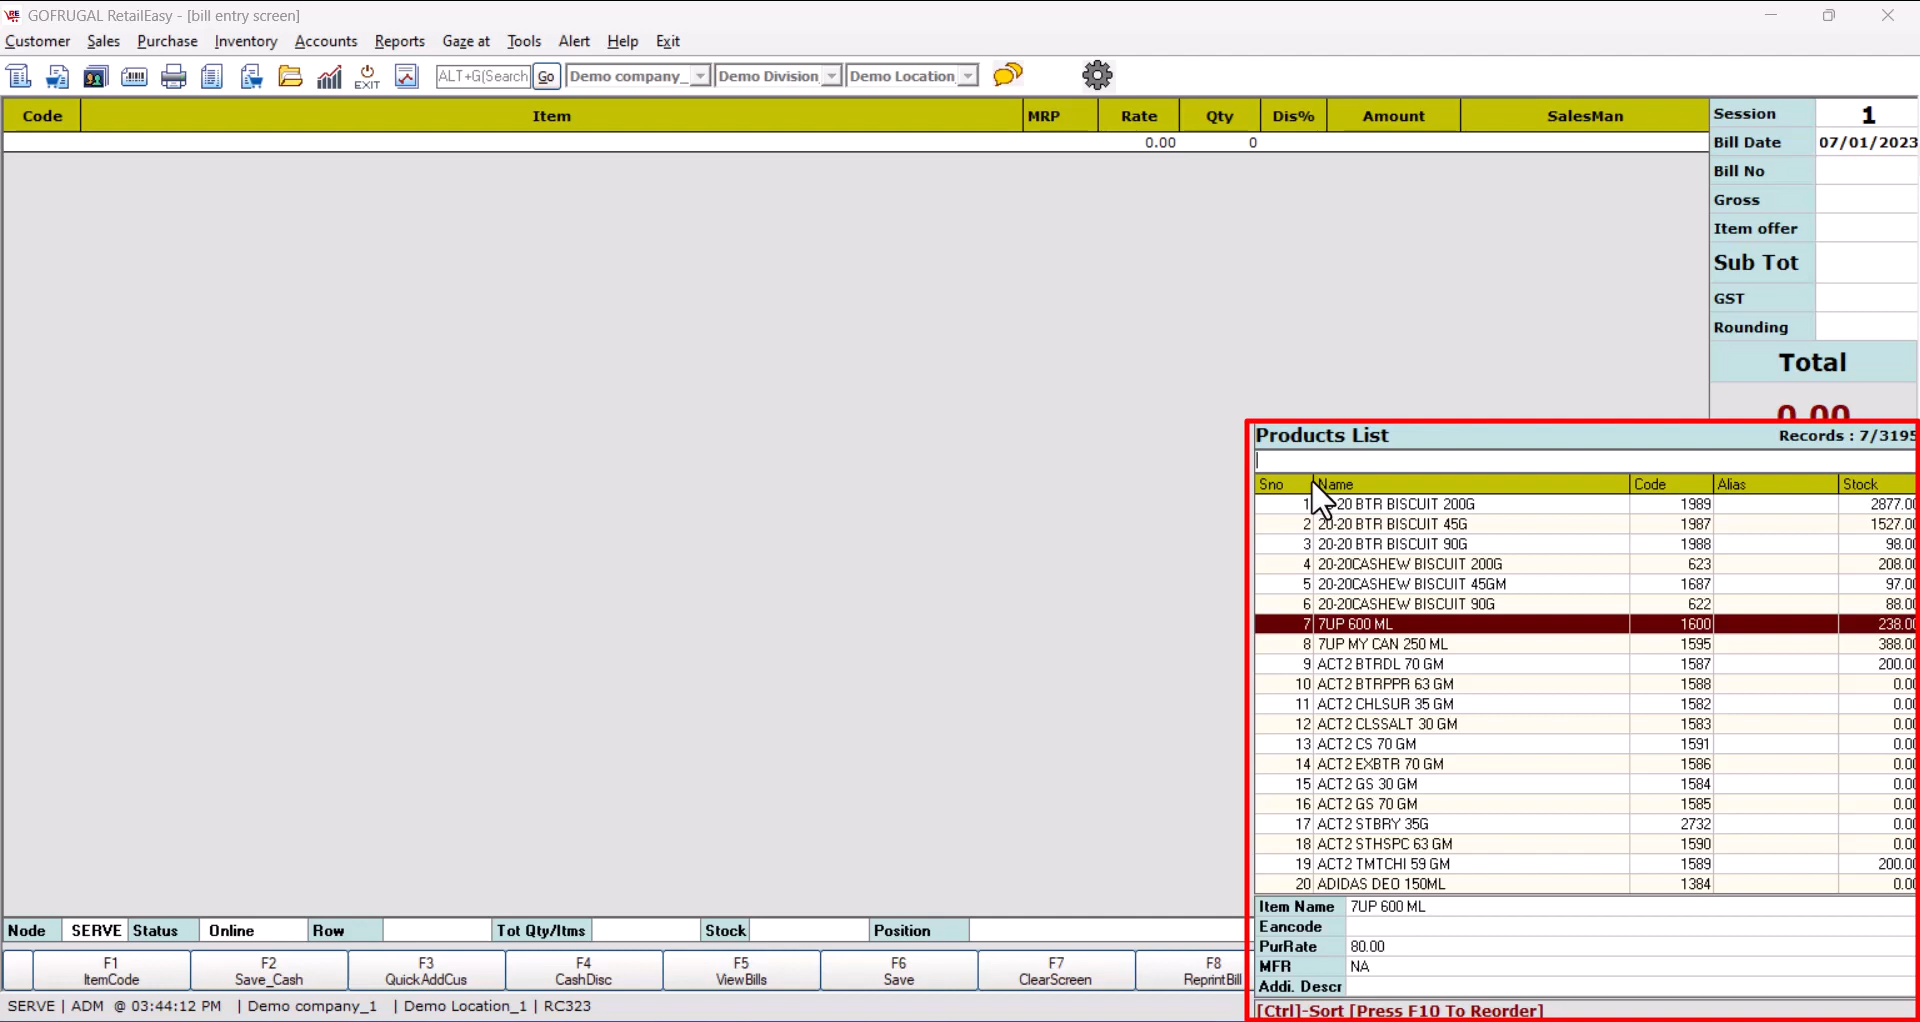 GOFRUGAL RetailEasy - [bill entry screen]
Customer Sales Purchase Inventory Accounts Reports Gaze at Tools Alert Help Exit
EXIT ALT+G(Search Go Demo company_ Demo Division Demo Location
Code Item MRP Rate Qty Dis% Amount SalesMan
0.00 0
Session 1
Bill Date 07/01/2023
Bill No
Gross
Item offer
Sub Tot
GST
Rounding
Total
0.00
Products List Records : 7/3195
Sno Name Code Alias Stock
1 -20 BTR BISCUIT 200G 1989 2877.00
2 20-20 BTR BISCUIT 45G 1987 1527.00
3 20-20 BTR BISCUIT 90G 1988 98.00
4 20-20CASHEW BISCUIT 200G 623 208.00
5 20-20CASHEW BISCUIT 45GM 1687 97.00
6 20-20CASHEW BISCUIT 90G 622 88.00
7 7UP 600 ML 1600 238.00
8 7UP MY CAN 250 ML 1595 388.00
9 ACT2 BTRDL 70 GM 1587 200.00
10 ACT2 BTRPPR 63 GM 1588 0.00
11 ACT2 CHLSUR 35 GM 1582 0.00
12 ACT2 CLSSALT 30 GM 1583 0.00
13 ACT2 CS 70 GM 1591 0.00
14 ACT2 EXBTR 70 GM 1586 0.00
15 ACT2 GS 30 GM 1584 0.00
16 ACT2 GS 70 GM 1585 0.00
17 ACT2 STBRY 35G 2732 0.00
18 ACT2 STHSPC 63 GM 1590 0.00
19 ACT2 TMTCHI 59 GM 1589 200.00
20 ADIDAS DEO 150ML 1384 0.00
Item Name 7UP 600 ML
Eancode
PurRate 80.00
MFR NA
Addi. Descr
[Ctrl]-Sort [Press F10 To Reorder]
Node SERVE Status Online Row Tot Qty/Itms Stock Position
F1 F2 F3 F4 F5 F6 F7 F8
ItemCode Save_Cash QuickAddCus CashDisc ViewBills Save ClearScreen ReprintBill
SERVE | ADM @ 03:44:12 PM | Demo company_1 | Demo Location_1 | RC323